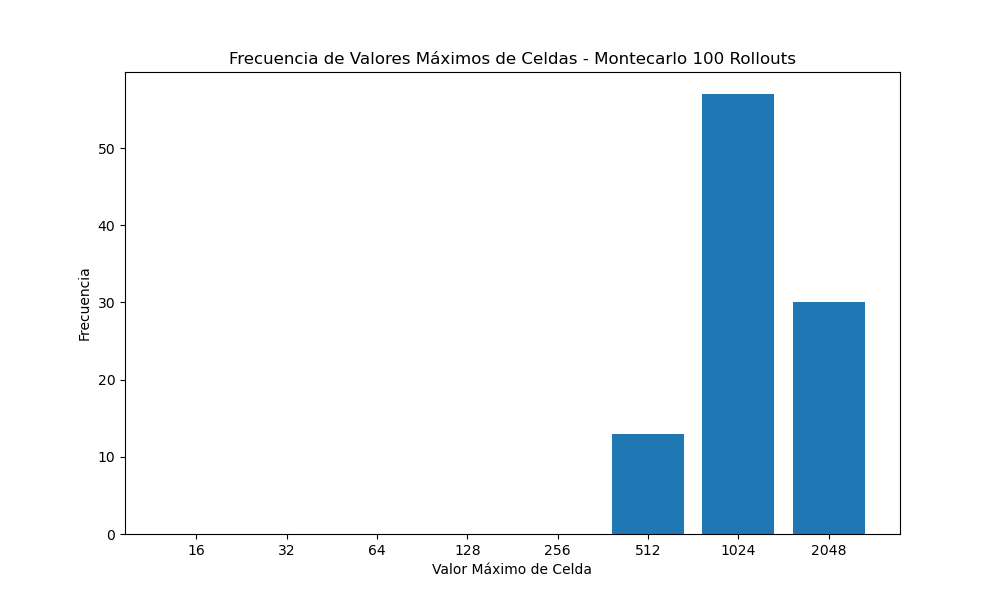 Frecuencia de Valores Máximos de Celdas - Montecarlo 100 Rollouts
50
40
30
20
10
0
Frecuencia
16 32 64 128 256 512 1024 2048
Valor Máximo de Celda